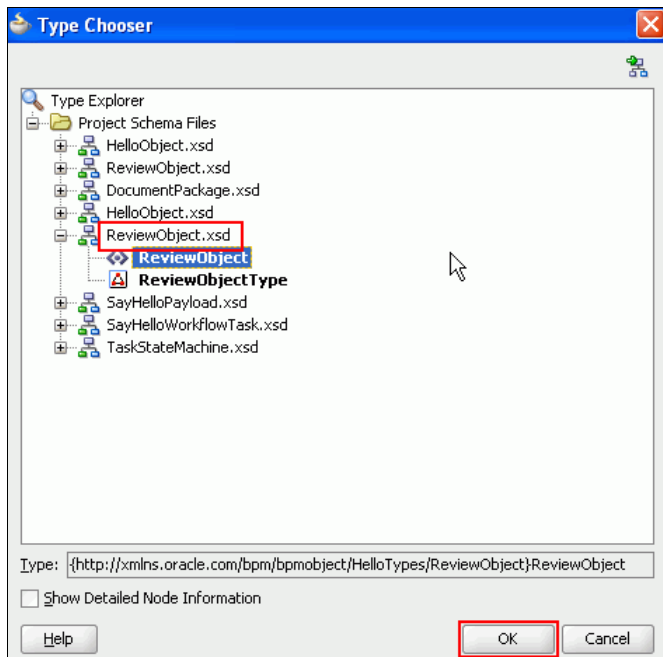 Type Chooser
Type Explorer
Project Schema Files
HelloObject.xsd
ReviewObject.xsd
DocumentPackage.xsd
HelloObject.xsd
ReviewObject.xsd
ReviewObject
ReviewObjectType
SayHelloPayload.xsd
SayHelloWorkflowTask.xsd
TaskStateMachine.xsd
Type: {http://xmlns.oracle.com/bpm/bpmobject/HelloTypes/ReviewObject}ReviewObject
Show Detailed Node Information
Help OK Cancel